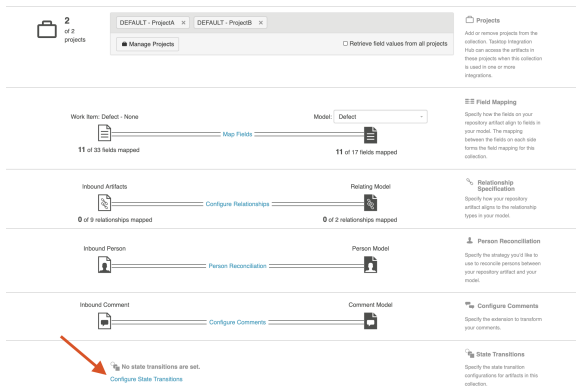 2
of 2
projects
DEFAULT - ProjectA ×
DEFAULT - ProjectB ×
Manage Projects
Retrieve field values from all projects
Projects
Add or remove projects from the
collection. Tasktop Integration
Hub can access the artifacts in
these projects when this collection
is used in one or more
integrations.
Work Item: Defect - None
Model: Defect
Map Fields
11 of 33 fields mapped
11 of 17 fields mapped
Field Mapping
Specify how the fields on your
repository artifact align to fields in
your model. The mapping
between the fields on each side
forms the field mapping for this
collection.
Inbound Artifacts
Relating Model
Configure Relationships
0 of 9 relationships mapped
0 of 2 relationships mapped
Relationship
Specification
Specify how your repository
artifact aligns to the relationship
types in your model.
Inbound Person
Person Model
Person Reconciliation
Person Reconciliation
Specify the strategy you'd like to
use to reconcile persons between
your repository artifact and your
model.
Inbound Comment
Comment Model
Configure Comments
Configure Comments
Specify the extension to transform
your comments.
No state transitions are set.
Configure State Transitions
State Transitions
Specify the state transition
configurations for artifacts in this
collection.